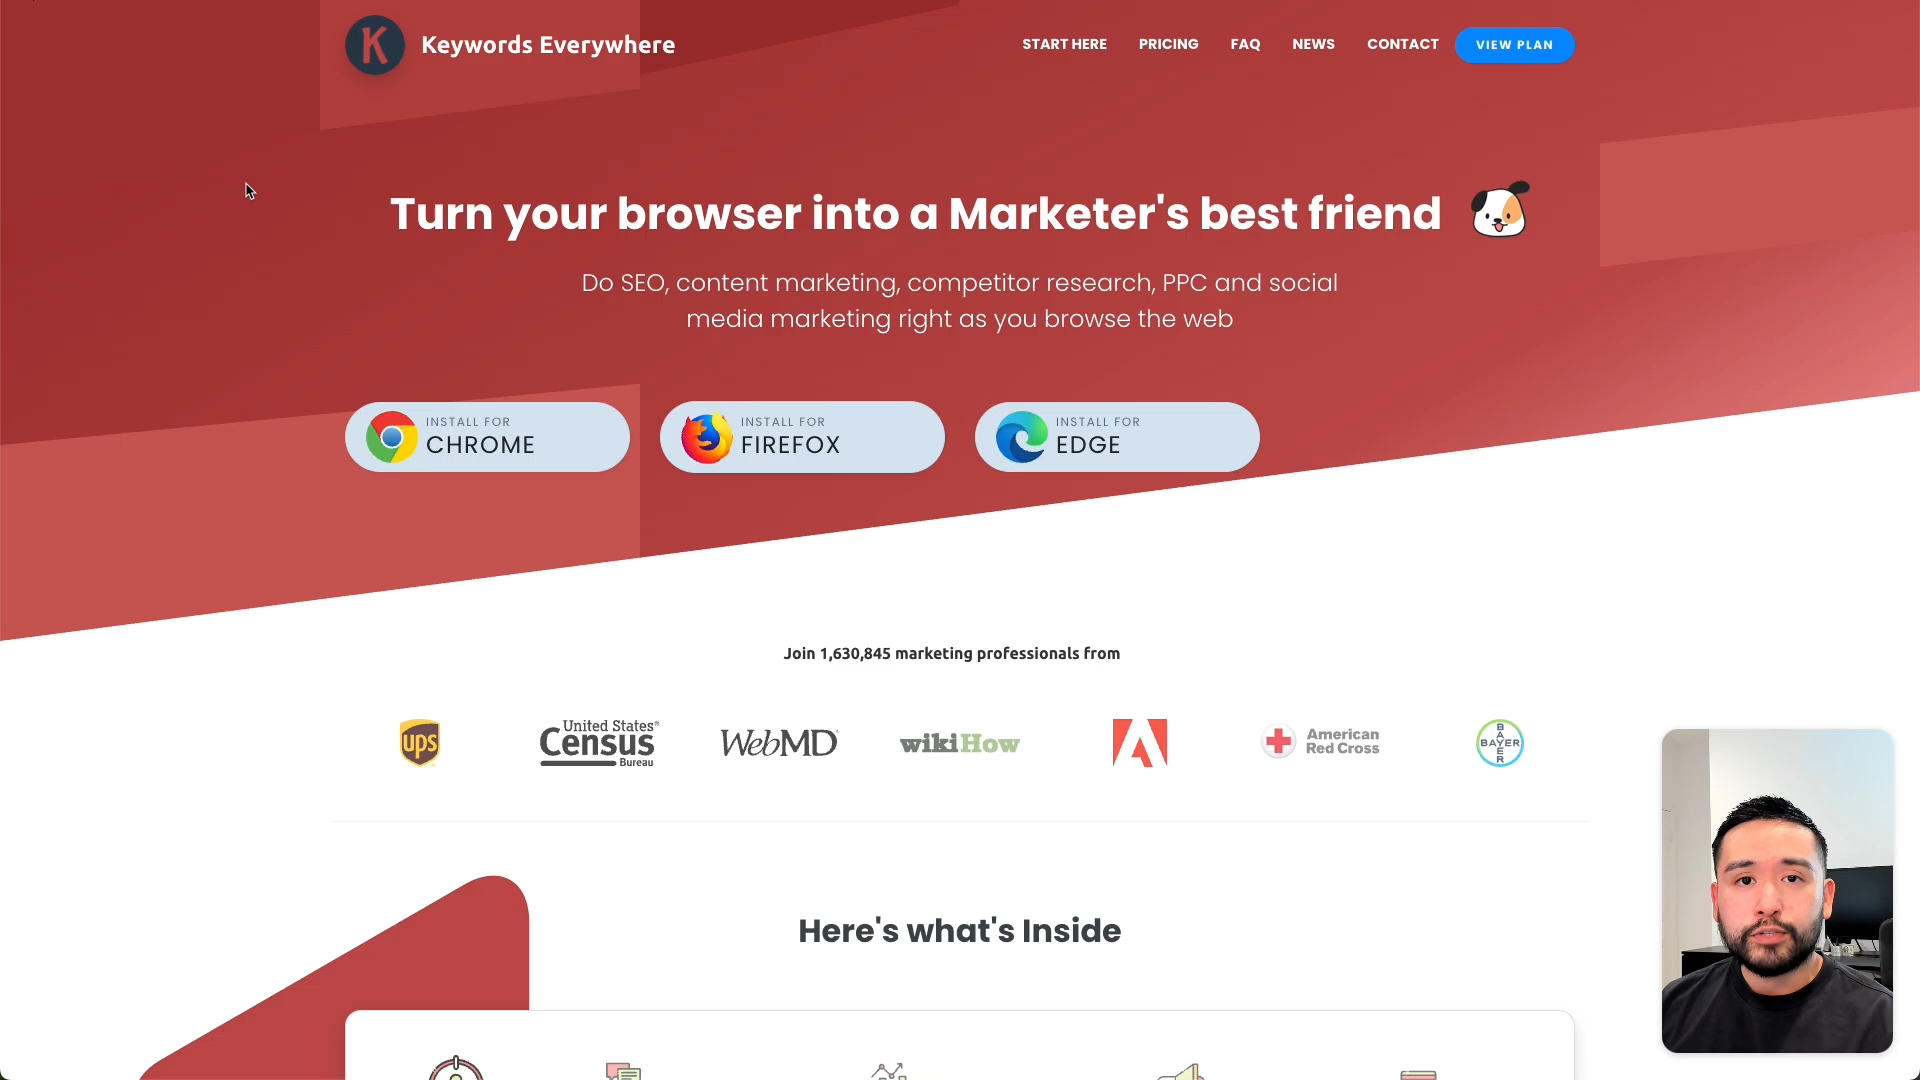 K Keywords Everywhere
START HERE PRICING FAQ NEWS CONTACT VIEW PLAN
Turn your browser into a Marketer's best friend
Do SEO, content marketing, competitor research, PPC and social
media marketing right as you browse the web
INSTALL FOR
CHROME
INSTALL FOR
FIREFOX
INSTALL FOR
EDGE
Join 1,630,845 marketing professionals from
ups
United States®
Census
Bureau
WebMD
wikiHow
American
Red Cross
BAYER
BAYER
Here's what's Inside